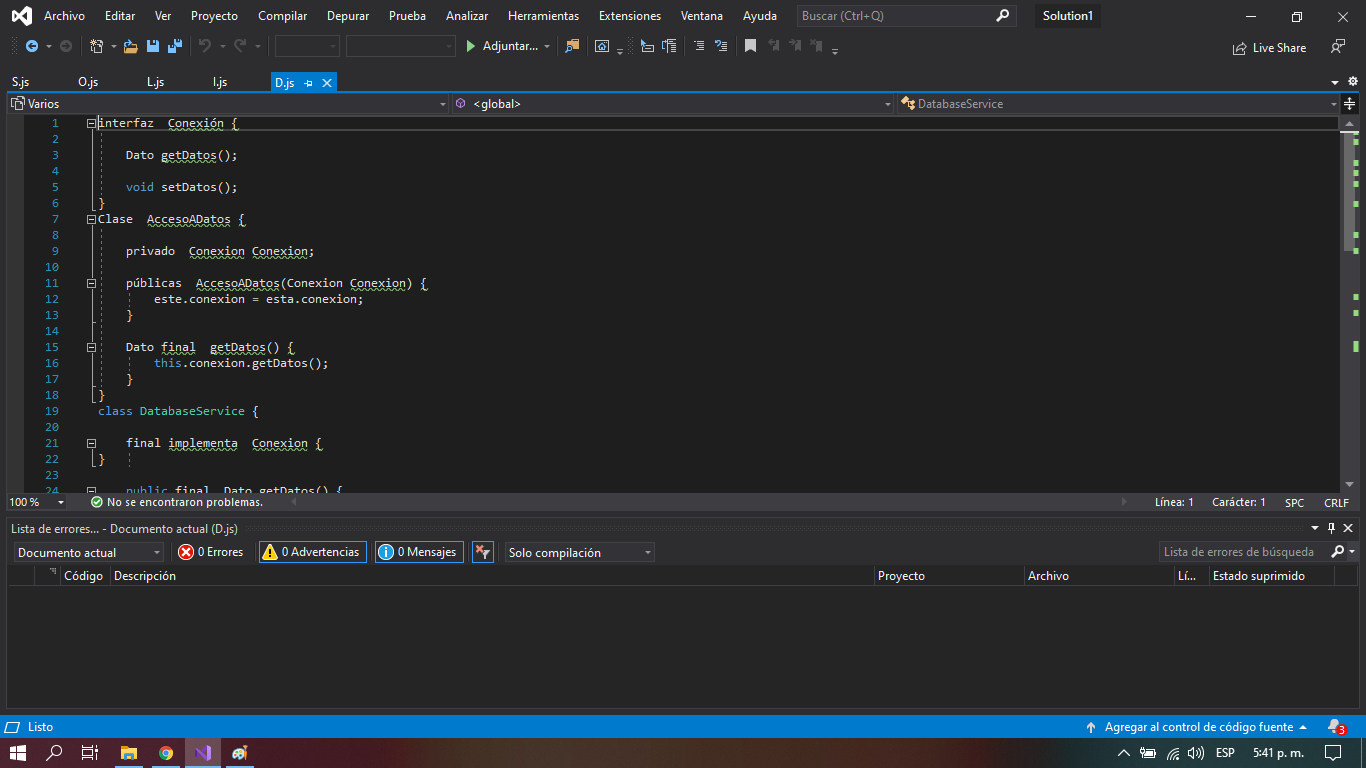 Archivo Editar Ver Proyecto Compilar Depurar Prueba Analizar Herramientas Extensiones Ventana Ayuda Buscar (Ctrl+Q) Solution1
Adjuntar... Live Share
S.js O.js L.js I.js D.js
Varios <global> DatabaseService
1 interfaz  Conexión {
2
3 Dato getDatos();
4
5 void setDatos();
6 }
7 Clase  AccesoADatos {
8
9 privado  Conexion Conexion;
10
11 públicas  AccesoADatos(Conexion Conexion) {
12 este.conexion = esta.conexion;
13 }
14
15 Dato final  getDatos() {
16 this.conexion.getDatos();
17 }
18 }
19 class DatabaseService {
20
21 final implementa  Conexion {
22 }
23
24 public final  Dato getDatos() {
100 % No se encontraron problemas. Línea: 1 Carácter: 1 SPC CRLF
Lista de errores... - Documento actual (D.js)
Documento actual 0 Errores 0 Advertencias 0 Mensajes Solo compilación Lista de errores de búsqueda
Código Descripción Proyecto Archivo Lí... Estado suprimido
Listo Agregar al control de código fuente 3
ESP 5:41 p. m.